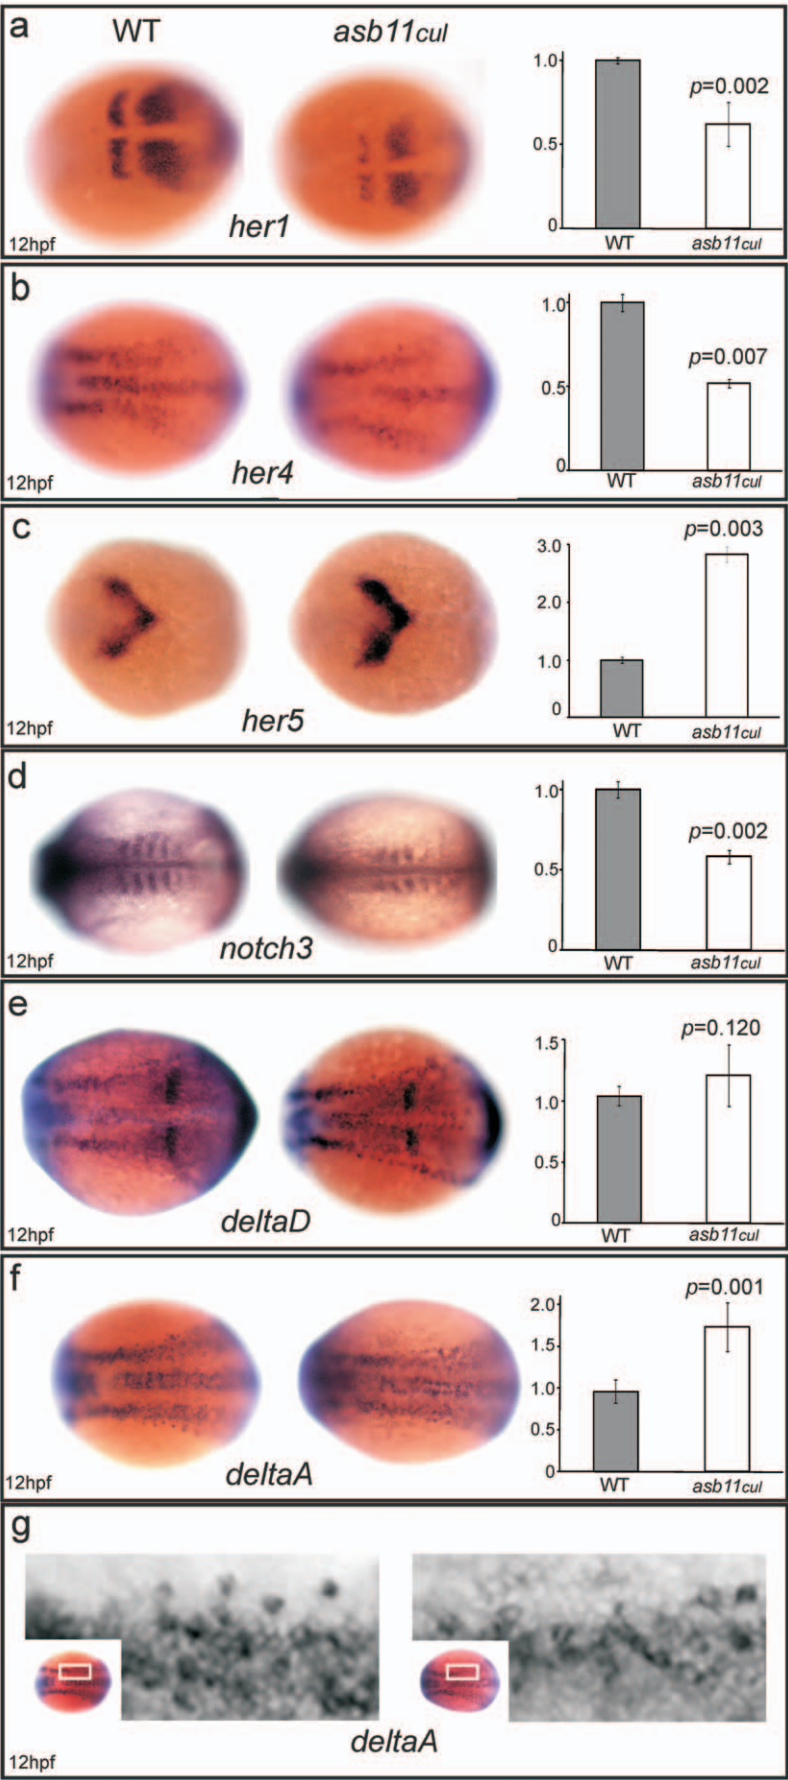 a
WT
asb11cul
1.0
0.5
0
p=0.002
WT
asb11cul
her1
12hpf
b
1.0
0.5
0
p=0.007
WT
asb11cul
her4
12hpf
c
3.0
2.0
1.0
0
p=0.003
WT
asb11cul
her5
12hpf
d
1.0
0.5
0
p=0.002
WT
asb11cul
notch3
12hpf
e
1.5
1.0
0.5
0
p=0.120
WT
asb11cul
deltaD
12hpf
f
2.0
1.5
1.0
0.5
0
p=0.001
WT
asb11cul
deltaA
12hpf
g
deltaA
12hpf